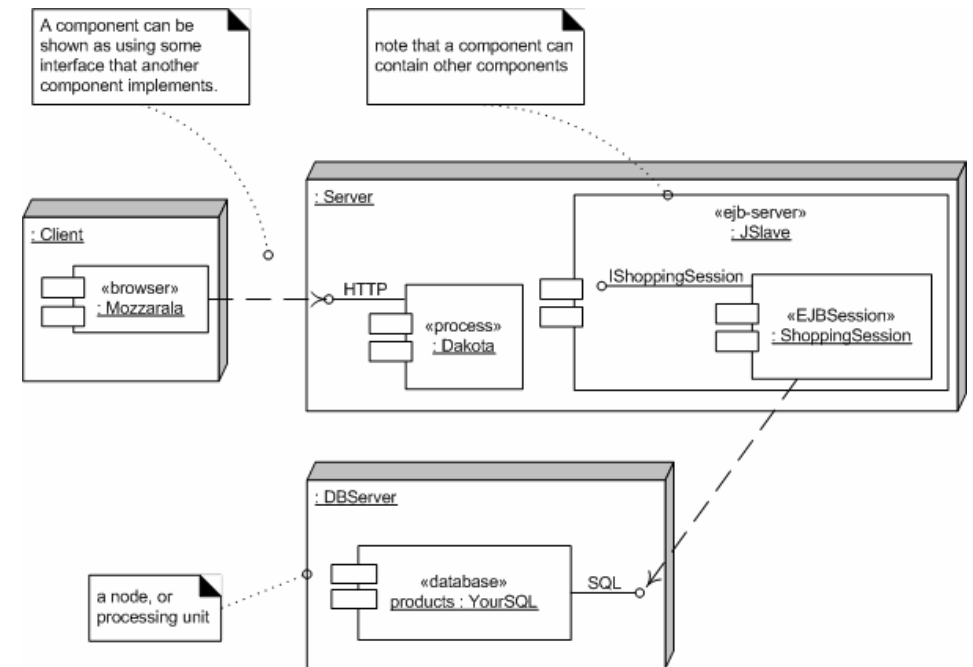 A component can be
shown as using some
interface that another
component implements.
note that a component can
contain other components
: Server
«ejb-server»
: JSlave
: Client
IShoppingSession
«browser»
: Mozzarala
HTTP
«process»
: Dakota
«EJBSession»
: ShoppingSession
: DBServer
«database»
products : YourSQL
SQL
a node, or
processing unit